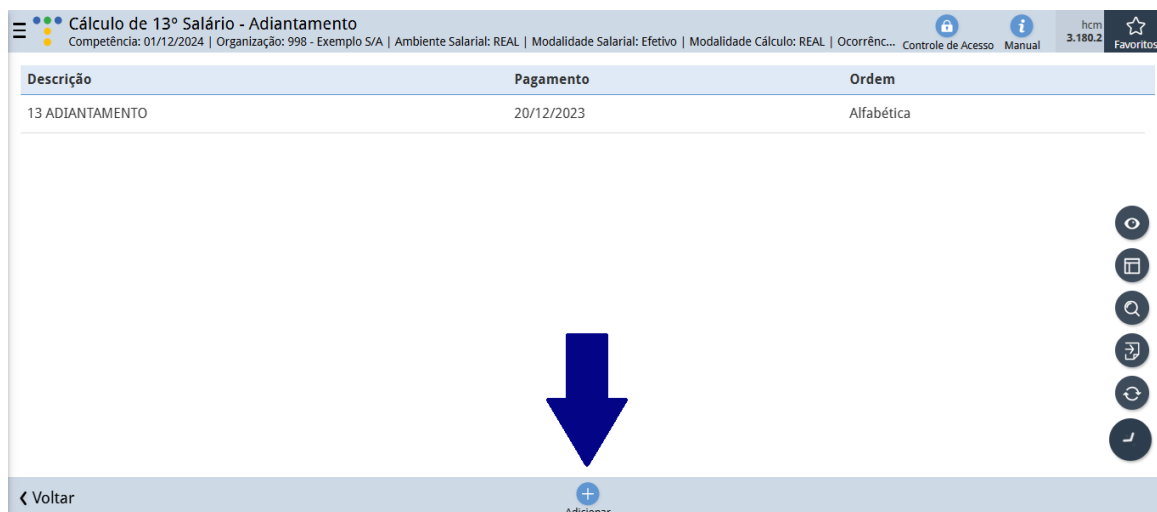 Cálculo de 13º Salário - Adiantamento
Competência: 01/12/2024 | Organização: 998 - Exemplo S/A | Ambiente Salarial: REAL | Modalidade Salarial: Efetivo | Modalidade Cálculo: REAL | Ocorrênc...
Controle de Acesso
Manual
hcm
3.180.2
Favoritos
Descrição Pagamento Ordem
13 ADIANTAMENTO 20/12/2023 Alfabética
Voltar
Adicionar